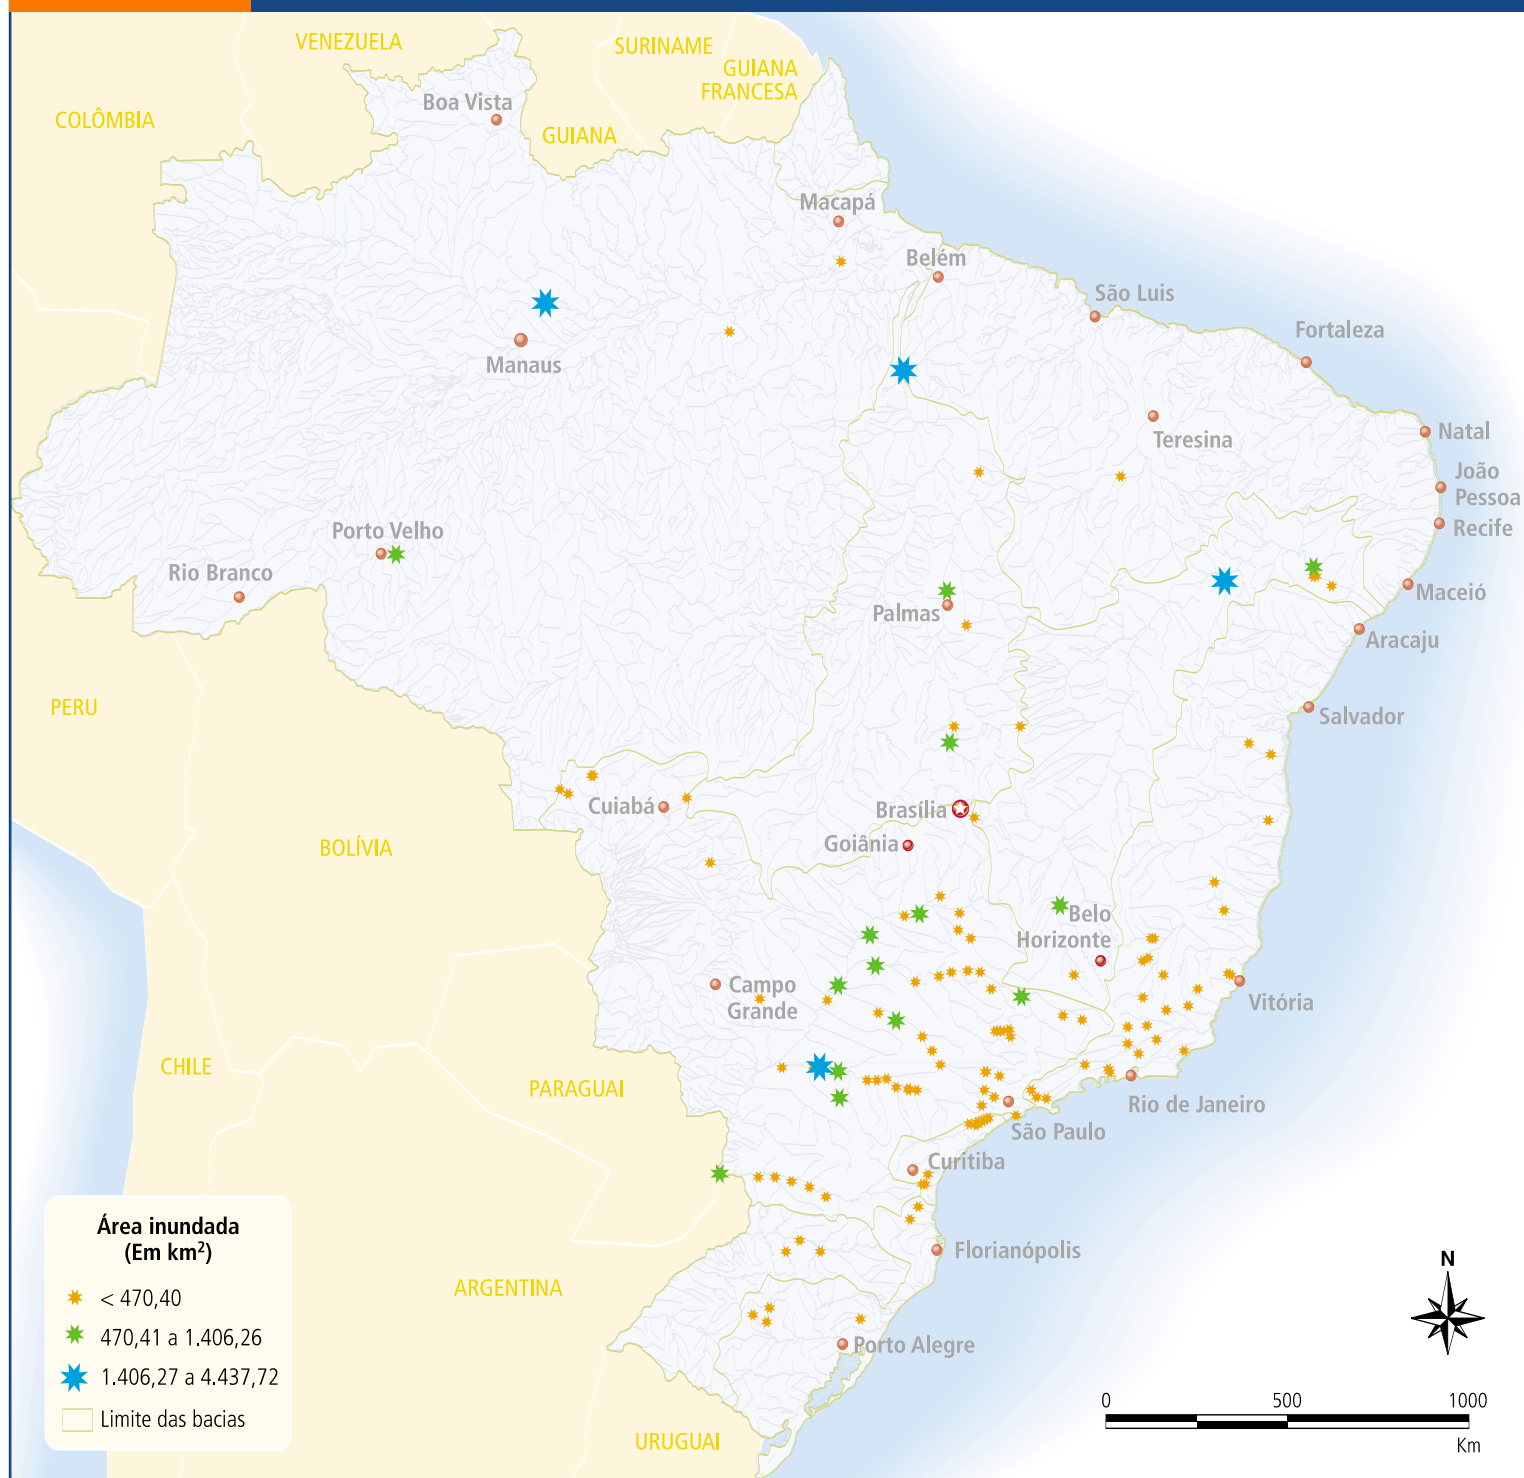 VENEZUELA
SURINAME
GUIANA
FRANCESA
COLÔMBIA
Boa Vista
GUIANA
Macapá
Belém
São Luis
Fortaleza
Manaus
Natal
Teresina
João
Pessoa
Porto Velho
Recife
Rio Branco
Maceió
Palmas
Aracaju
PERU
Salvador
Cuiabá
Brasília
Goiânia
BOLÍVIA
Belo
Horizonte
Campo
Grande
Vitória
CHILE
PARAGUAI
Rio de Janeiro
São Paulo
Curitiba
Florianópolis
ARGENTINA
Porto Alegre
URUGUAI
Área inundada
(Em km²)
< 470,40
470,41 a 1.406,26
1.406,27 a 4.437,72
Limite das bacias
N
0 500 1000
Km